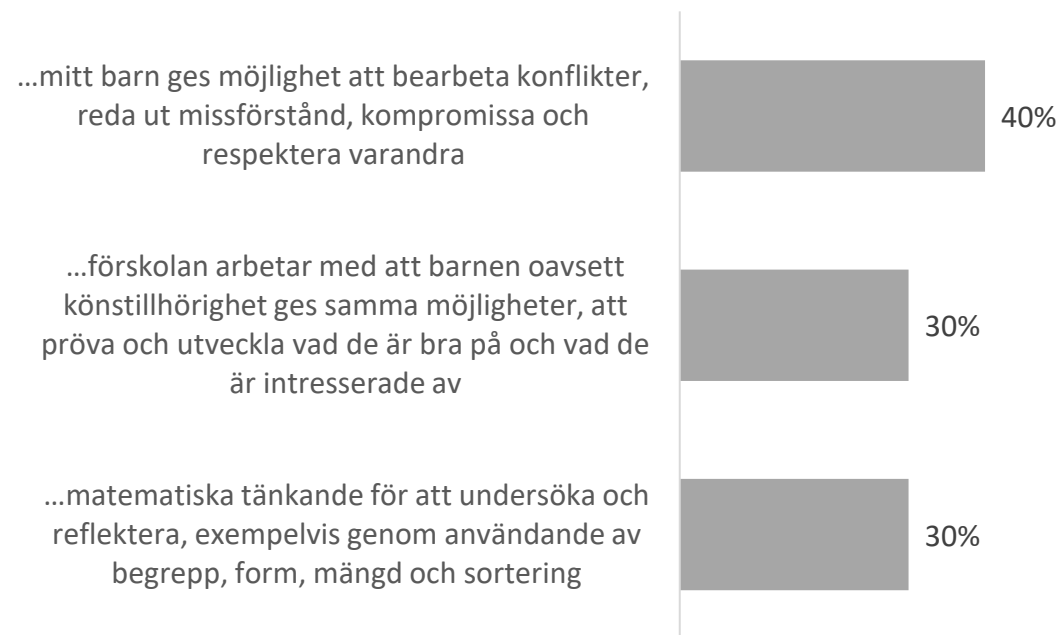 ...mitt barn ges möjlighet att bearbeta konflikter,
reda ut missförstånd, kompromissa och
respektera varandra
40%
...förskolan arbetar med att barnen oavsett
könstillhörighet ges samma möjligheter, att
pröva och utveckla vad de är bra på och vad de
är intresserade av
30%
...matematiska tänkande för att undersöka och
reflektera, exempelvis genom användande av
begrepp, form, mängd och sortering
30%